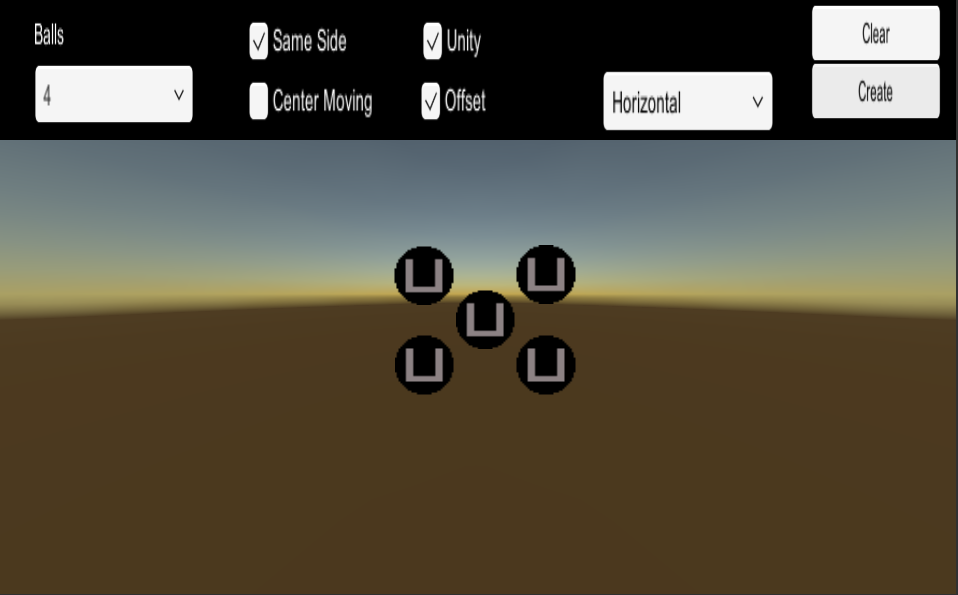 Balls
Same Side
Unity
Clear
4
Center Moving
Offset
Horizontal
Create